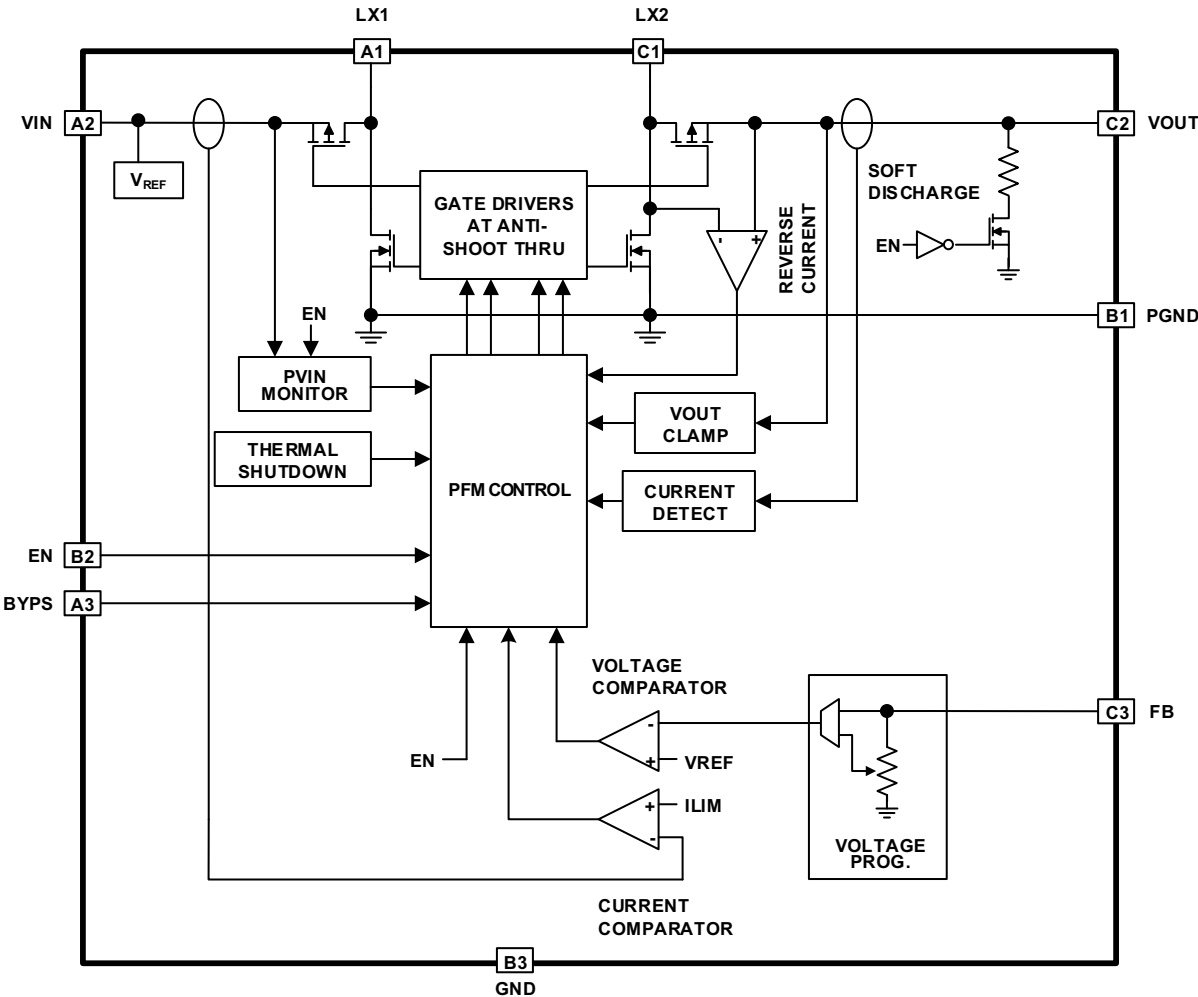 LX1
LX2
A1
C1
VIN
A2
C2
VOUT
VREF
GATE DRIVERS
AT ANTI-
SHOOT THRU
SOFT
DISCHARGE
EN
- +
REVERSE
CURRENT
B1
PGND
EN
PVIN
MONITOR
VOUT
CLAMP
THERMAL
SHUTDOWN
PFM CONTROL
CURRENT
DETECT
EN
B2
BYPS
A3
VOLTAGE
COMPARATOR
-
+
VREF
EN
C3
FB
+
ILIM
-
VOLTAGE
PROG.
CURRENT
COMPARATOR
B3
GND